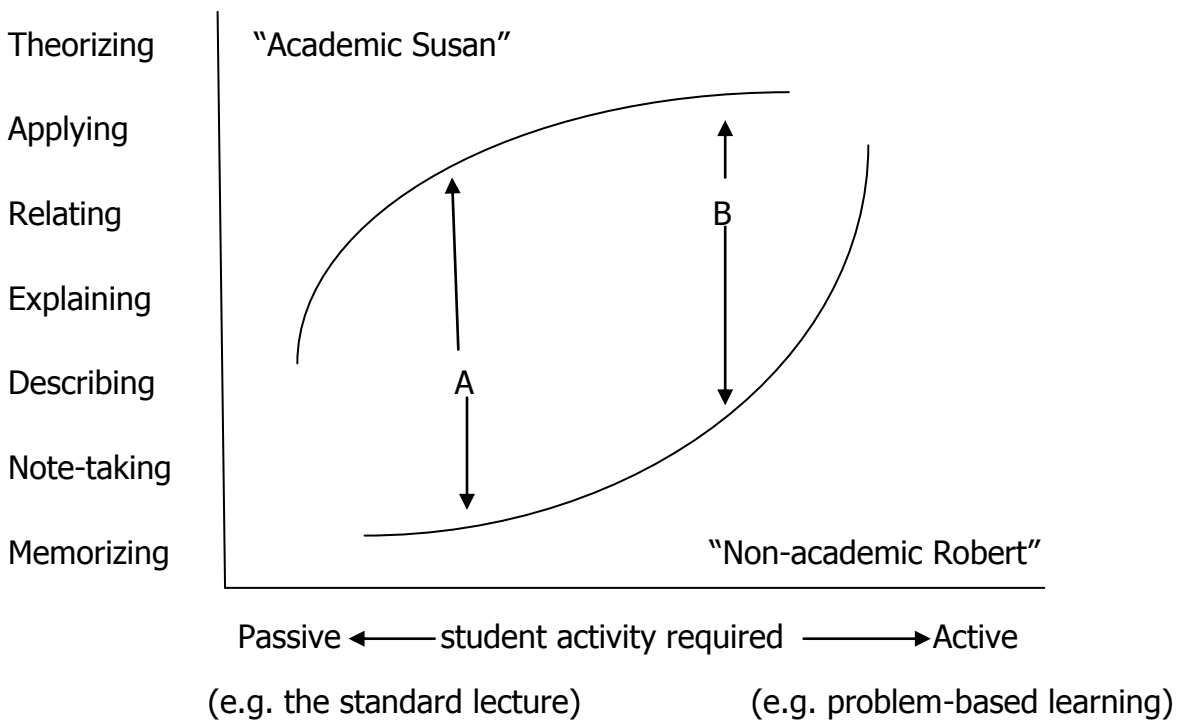 Theorizing
“Academic Susan”
Applying
Relating
B
Explaining
Describing
A
Note-taking
Memorizing
“Non-academic Robert”
Passive student activity required Active
(e.g. the standard lecture) (e.g. problem-based learning)